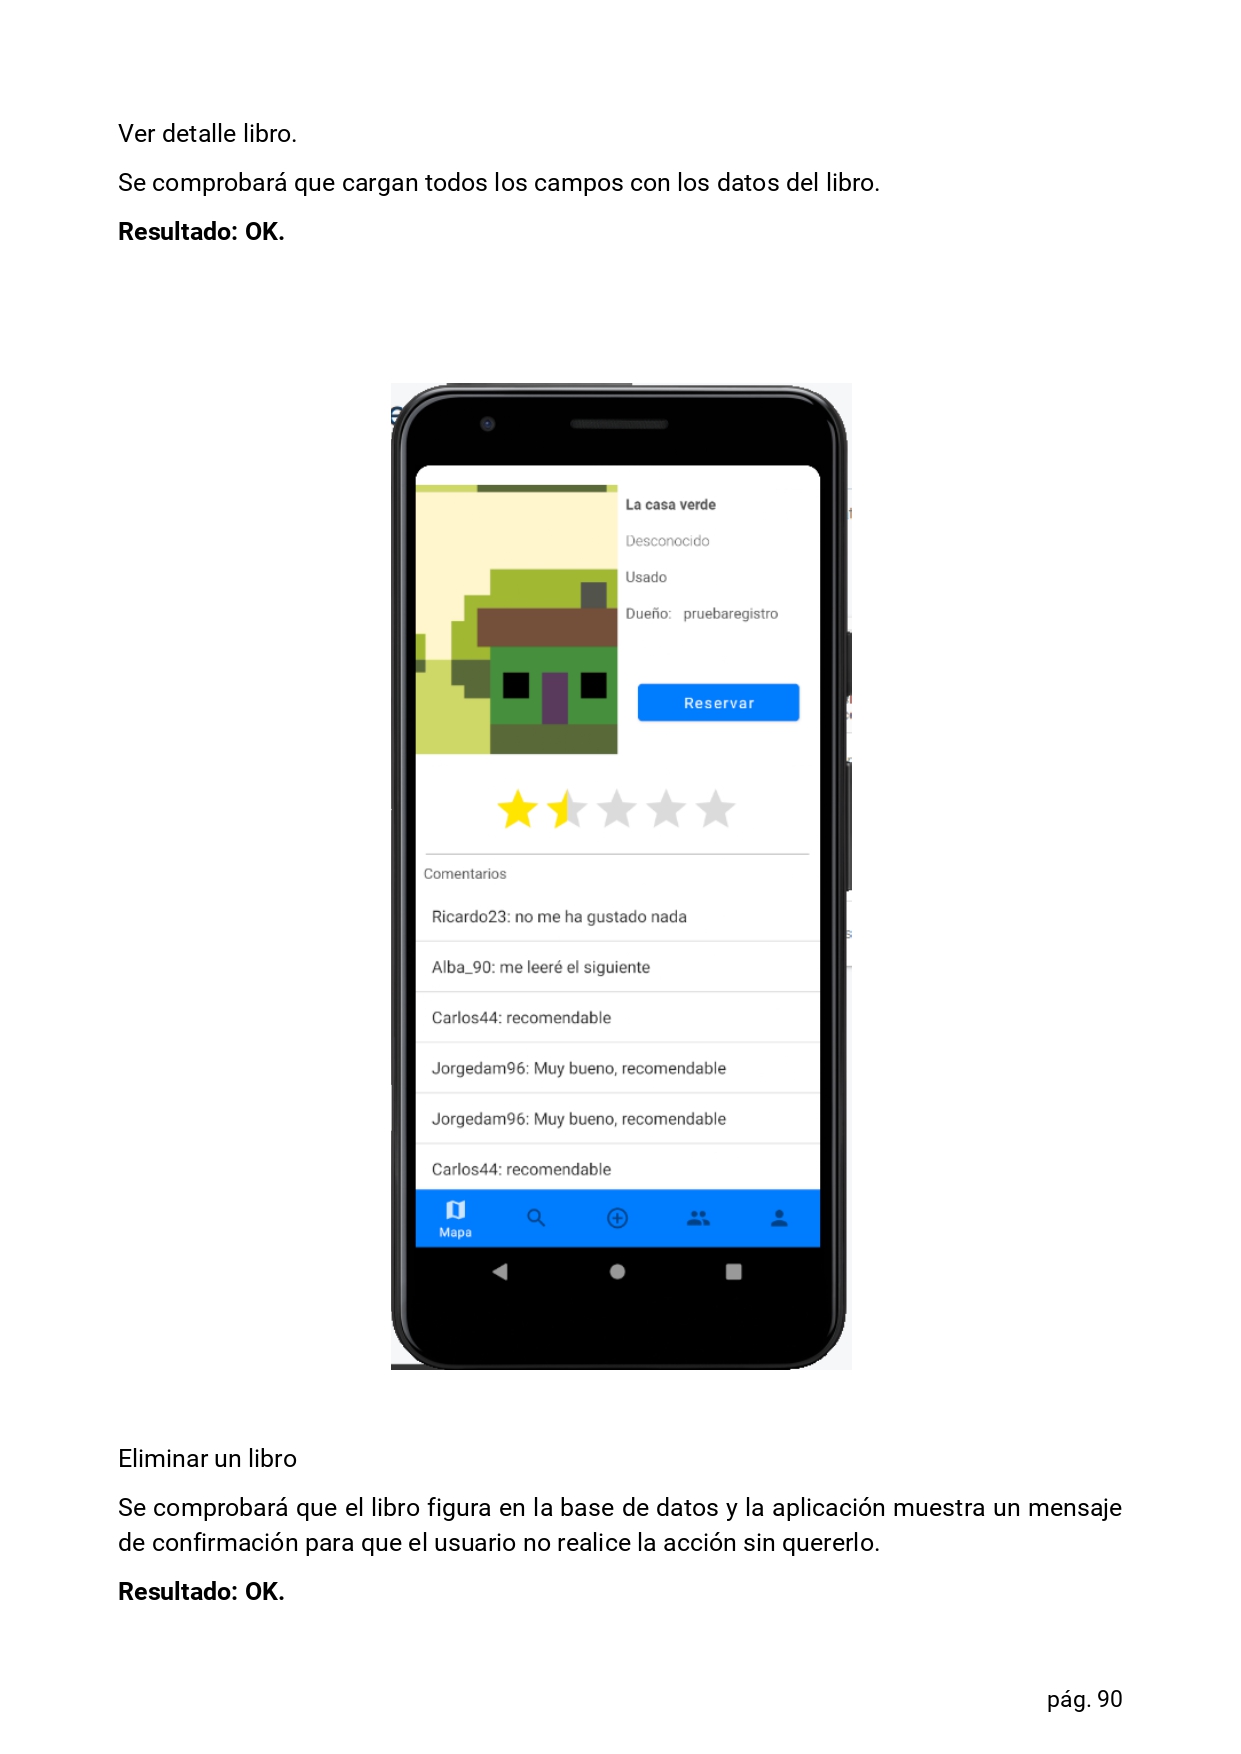 Ver detalle libro.
Se comprobará que cargan todos los campos con los datos del libro.
Resultado: OK.
La casa verde
Desconocido
Usado
Dueño: pruebaregistro
Reservar
Comentarios
Ricardo23: no me ha gustado nada
Alba_90: me leeré el siguiente
Carlos44: recomendable
Jorgedam96: Muy bueno, recomendable
Jorgedam96: Muy bueno, recomendable
Carlos44: recomendable
Mapa
Eliminar un libro
Se comprobará que el libro figura en la base de datos y la aplicación muestra un mensaje
de confirmación para que el usuario no realice la acción sin quererlo.
Resultado: OK.
pág. 90